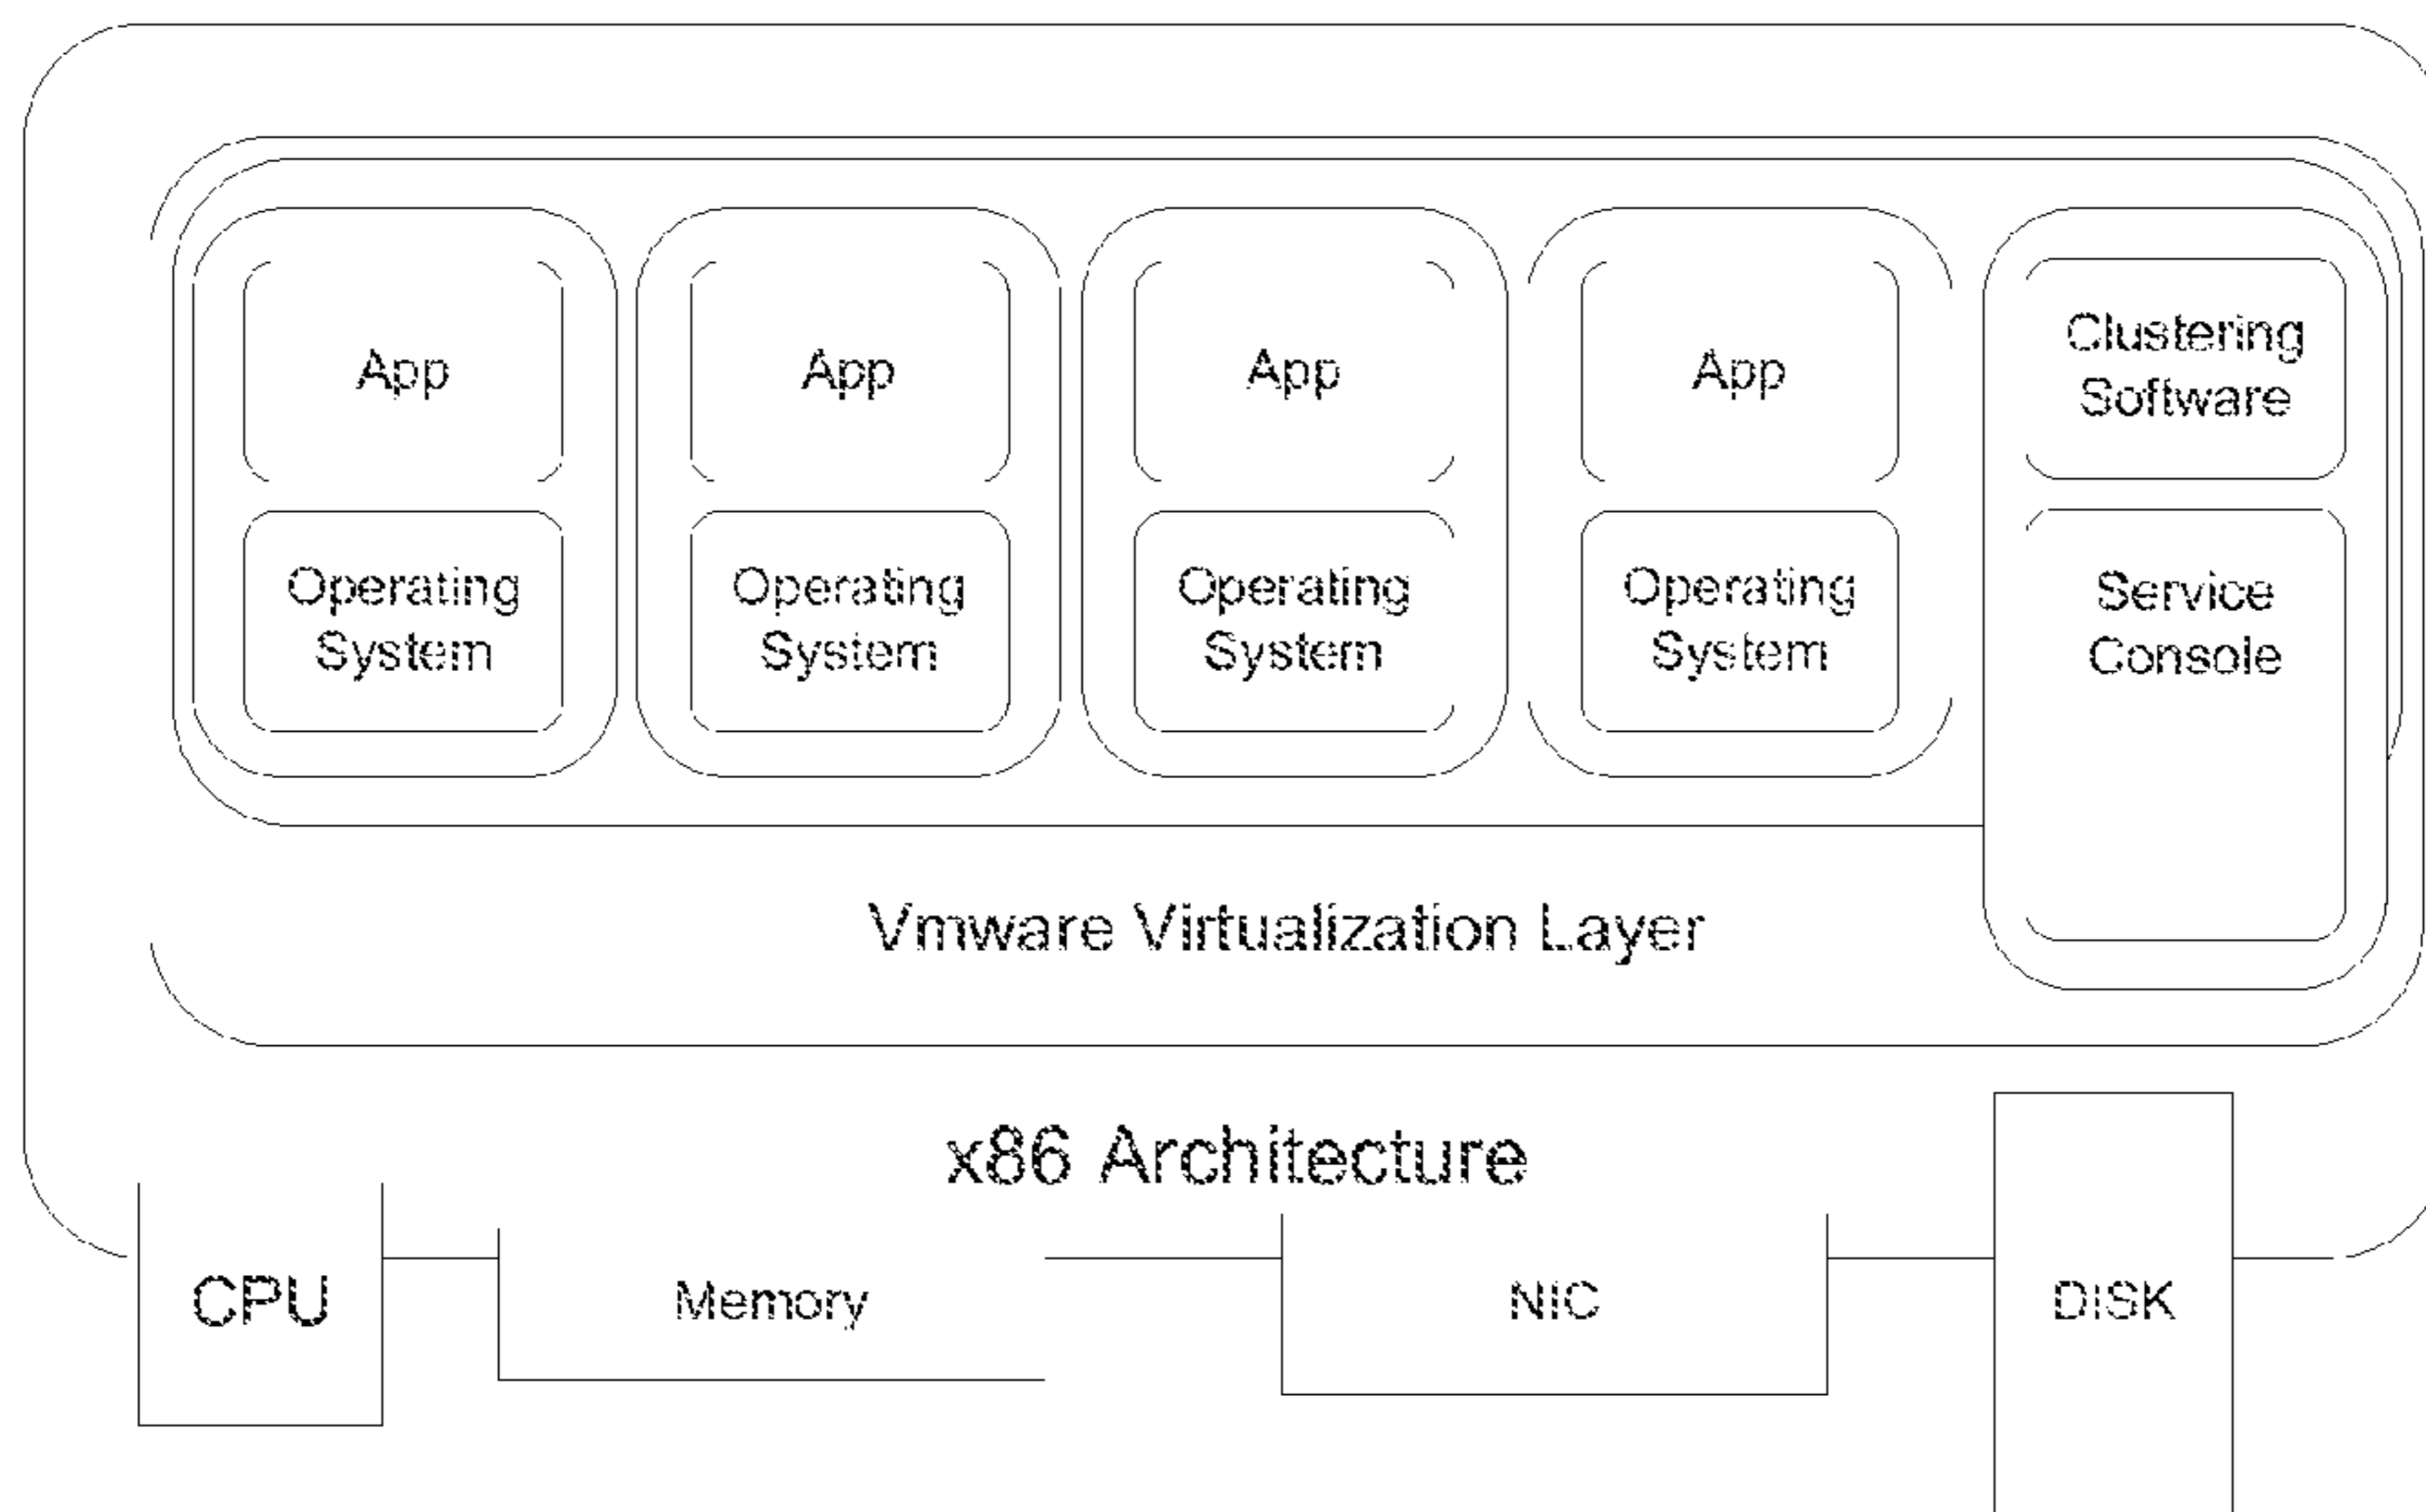 App
App
App
App
Clustering
Software
Operating
System
Operating
System
Operating
System
Operating
System
Service
Console
Vmware Virtualization Layer
x86 Architecture
CPU
Memory
NIC
DISK